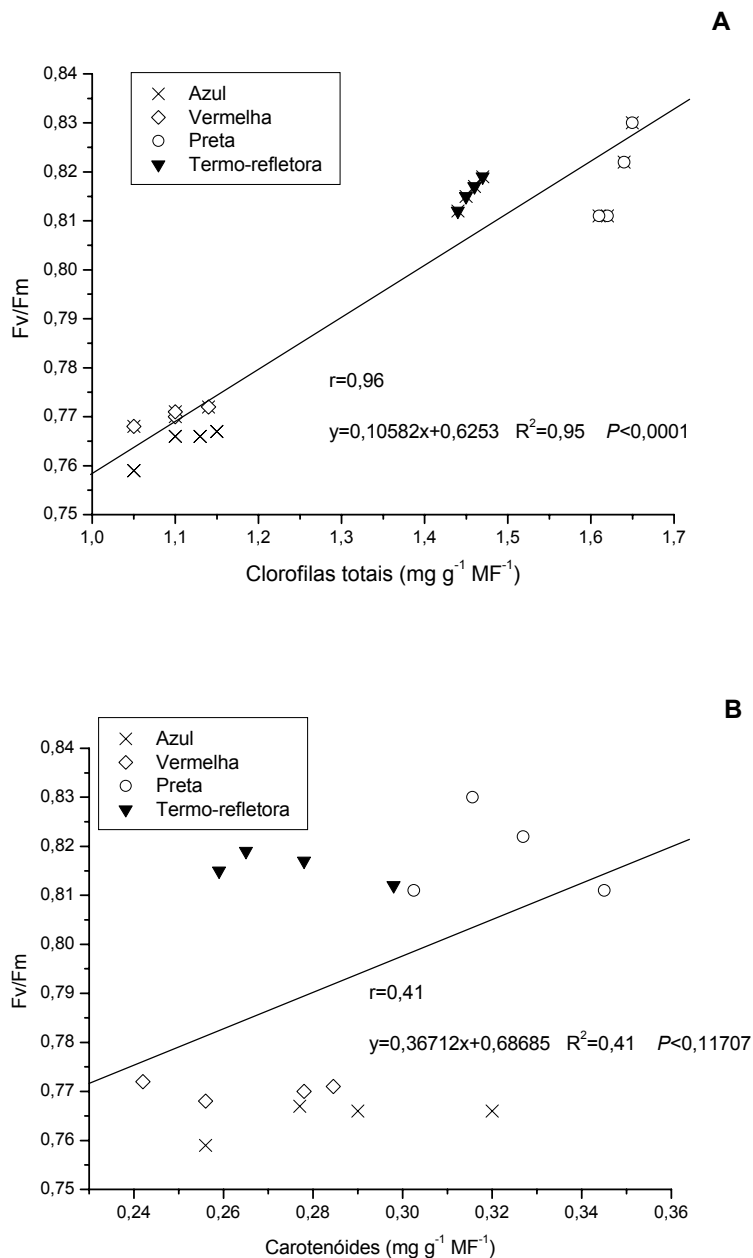 A
0,84
0,83
0,82
0,81
0,80
0,79
0,78
0,77
0,76
0,75
Fv/Fm
Azul
Vermelha
Preta
Termo-refletora
r=0,96
y=0,10582x+0,6253 R²=0,95 P<0,0001
1,0 1,1 1,2 1,3 1,4 1,5 1,6 1,7
Clorofilas totais (mg g⁻¹ MF⁻¹)
B
0,84
0,83
0,82
0,81
0,80
0,79
0,78
0,77
0,76
0,75
Fv/Fm
Azul
Vermelha
Preta
Termo-refletora
r=0,41
y=0,36712x+0,68685 R²=0,41 P<0,11707
0,24 0,26 0,28 0,30 0,32 0,34 0,36
Carotenóides (mg g⁻¹ MF⁻¹)